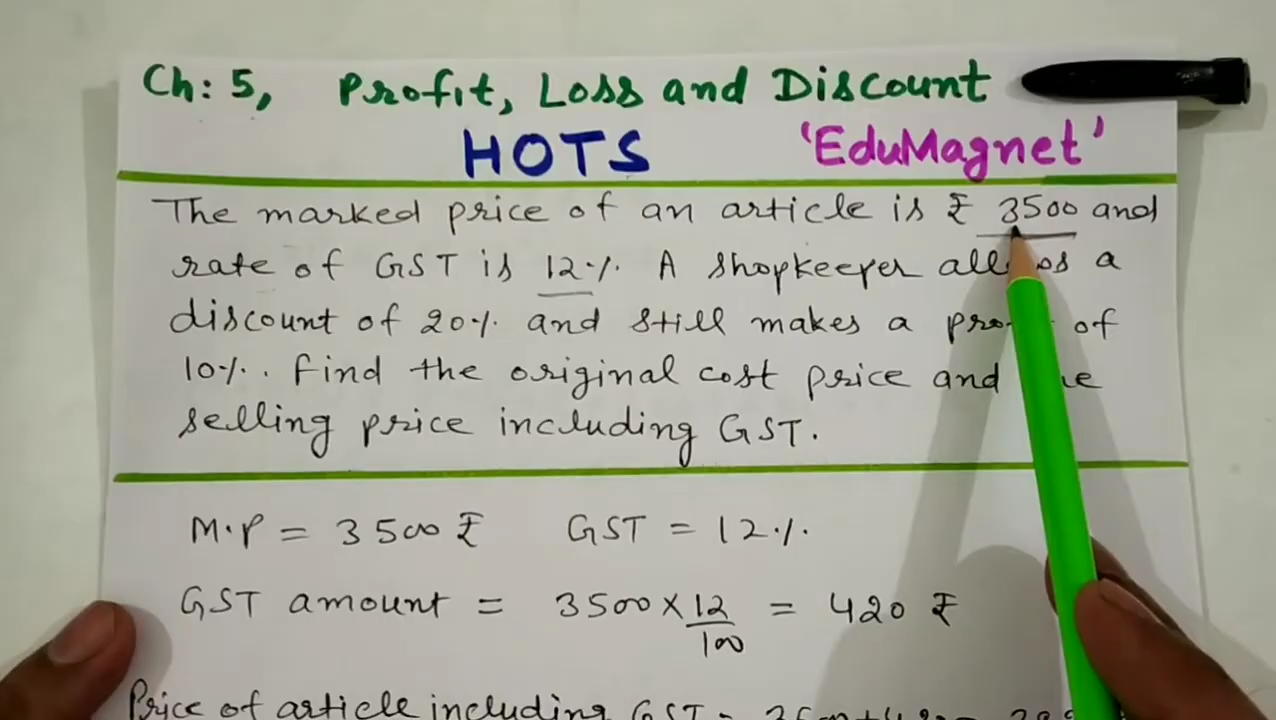 Ch: 5, Profit, Loss and Discount
HOTS 'EduMagnet'
The marked price of an article is ₹ 3500 and
rate of GST is 12%. A shopkeeper a
discount of 20% and still makes a of
10%. find the original cost price and
selling price including GST.
M.P = 3500 ₹ GST = 12%.
GST amount = 3500 × 12/100 = 420 ₹
Price of article including GST =